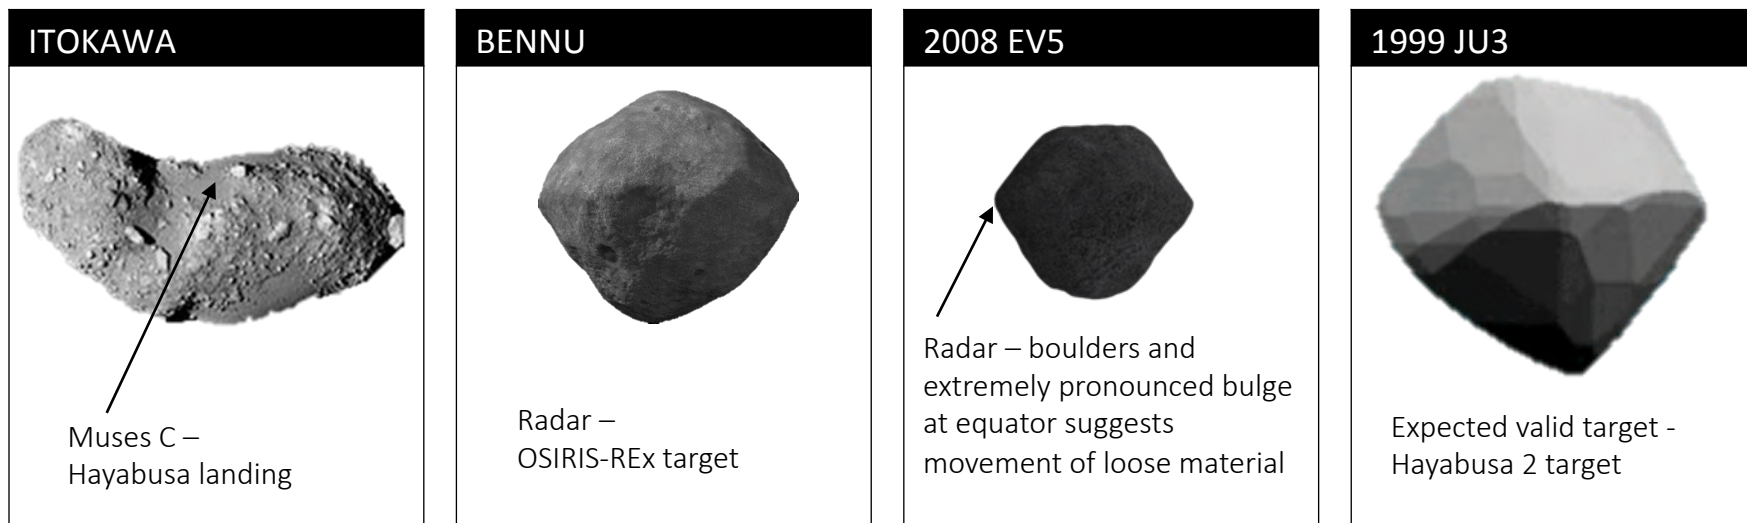 ITOKAWA
Muses C –
Hayabusa landing
BENNU
Radar –
OSIRIS-REx target
2008 EV5
Radar – boulders and
extremely pronounced bulge
at equator suggests
movement of loose material
1999 JU3
Expected valid target -
Hayabusa 2 target